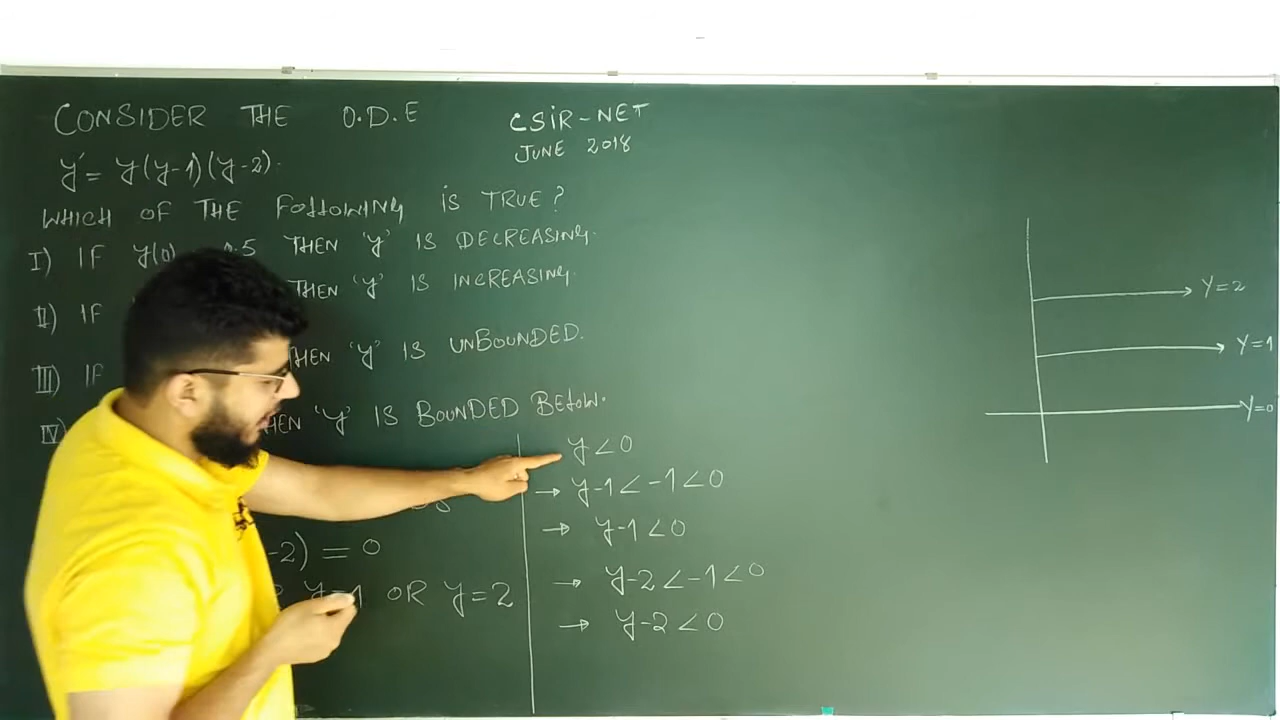 CONSIDER THE O.D.E
CSIR-NET
JUNE 2018
y' = y(y-1)(y-2).
WHICH OF THE FOLLOWING IS TRUE?
I) IF y(0) 0.5 THEN 'y' IS DECREASING.
II) IF THEN 'y' IS INCREASING.
III) IF THEN 'y' IS UNBOUNDED.
IV) THEN 'y' IS BOUNDED BELOW.
-2) = 0
y=1 OR y=2
y<0
→ y-1<-1<0
→ y-1<0
→ y-2<-1<0
→ y-2<0
Y=2
Y=1
Y=0